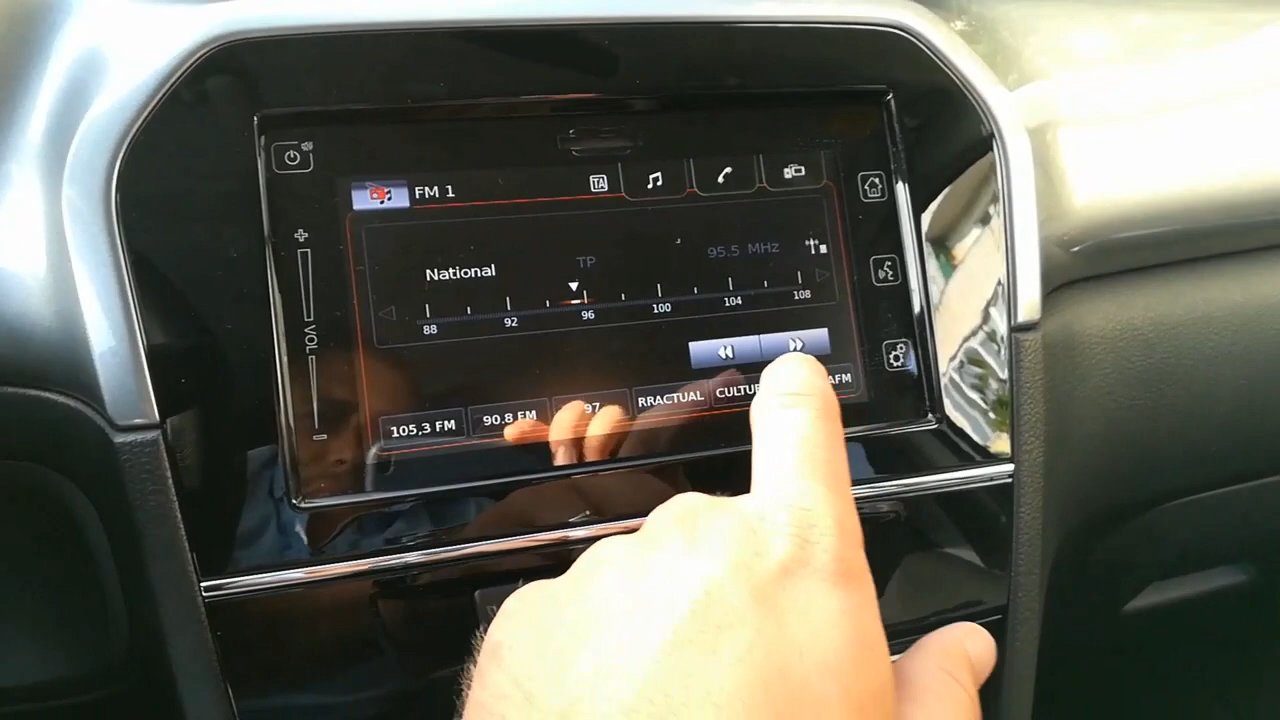 FM 1
TA
National
TP
95.5 MHz
88 92 96 100 104 108
VOL
105,3 FM
90.8 FM
97
RRACTUAL
CULTU
AFM